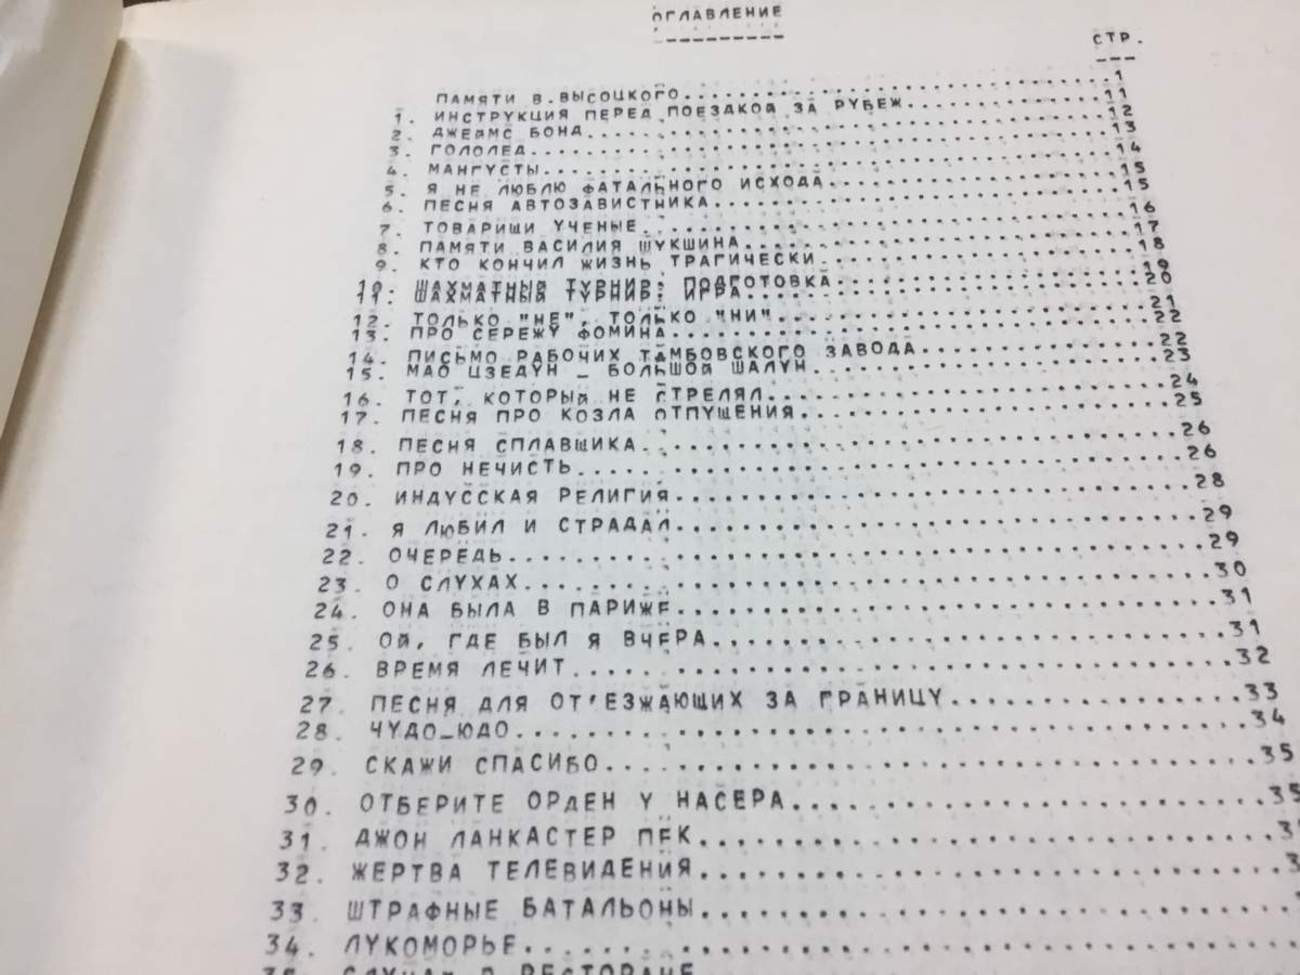 ОГЛАВЛЕНИЕ
----------
СТР.
---
ПАМЯТИ В.ВЫСОЦКОГО..............................1
1. ИНСТРУКЦИЯ ПЕРЕД ПОЕЗДКОЙ ЗА РУБЕЖ..............11
2. ДЖЕЙМС БОНД..............................12
3. ГОЛОЛЕД..............................13
4. МАНГУСТЫ..............................14
5. Я НЕ ЛЮБЛЮ ФАТАЛЬНОГО ИСХОДА....................15
6. ПЕСНЯ АВТОЗАВИСТНИКА..............................15
7. ТОВАРИЩИ УЧЕНЫЕ..............................16
8. ПАМЯТИ ВАСИЛИЯ ШУКШИНА..............................17
9. КТО КОНЧИЛ ЖИЗНЬ ТРАГИЧЕСКИ....................18
10. ШАХМАТНЫЙ ТУРНИР. ПОДГОТОВКА....................19
11. ШАХМАТНЫЙ ТУРНИР. ИГРА..............................20
12. ТОЛЬКО "НЕ", ТОЛЬКО "НИ"..............................21
13. ПРО СЕРЕЖУ ФОМИНА..............................22
14. ПИСЬМО РАБОЧИХ ТАМБОВСКОГО ЗАВОДА..............22
15. МАО ЦЗЕДУН _ БОЛЬШОЙ ШАЛУН....................23
16. ТОТ, КОТОРЫЙ НЕ СТРЕЛЯЛ..............................24
17. ПЕСНЯ ПРО КОЗЛА ОТПУЩЕНИЯ....................25
18. ПЕСНЯ СПЛАВЩИКА..............................26
19. ПРО НЕЧИСТЬ..............................26
20. ИНДУССКАЯ РЕЛИГИЯ..............................28
21. Я ЛЮБИЛ И СТРАДАЛ..............................29
22. ОЧЕРЕДЬ..............................29
23. О СЛУХАХ..............................30
24. ОНА БЫЛА В ПАРИЖЕ..............................31
25. ОЙ, ГДЕ БЫЛ Я ВЧЕРА..............................31
26. ВРЕМЯ ЛЕЧИТ..............................32
27. ПЕСНЯ ДЛЯ ОТ'ЕЗЖАЮЩИХ ЗА ГРАНИЦУ..............33
28. ЧУДО_ЮДО..............................34
29. СКАЖИ СПАСИБО..............................35
30. ОТБЕРИТЕ ОРДЕН У НАСЕРА....................35
31. ДЖОН ЛАНКАСТЕР ПЕК..............................
32. ЖЕРТВА ТЕЛЕВИДЕНИЯ..............................
33. ШТРАФНЫЕ БАТАЛЬОНЫ..............................
34. ЛУКОМОРЬЕ..............................
35. СЛУЧАЙ В РЕСТОРАНЕ